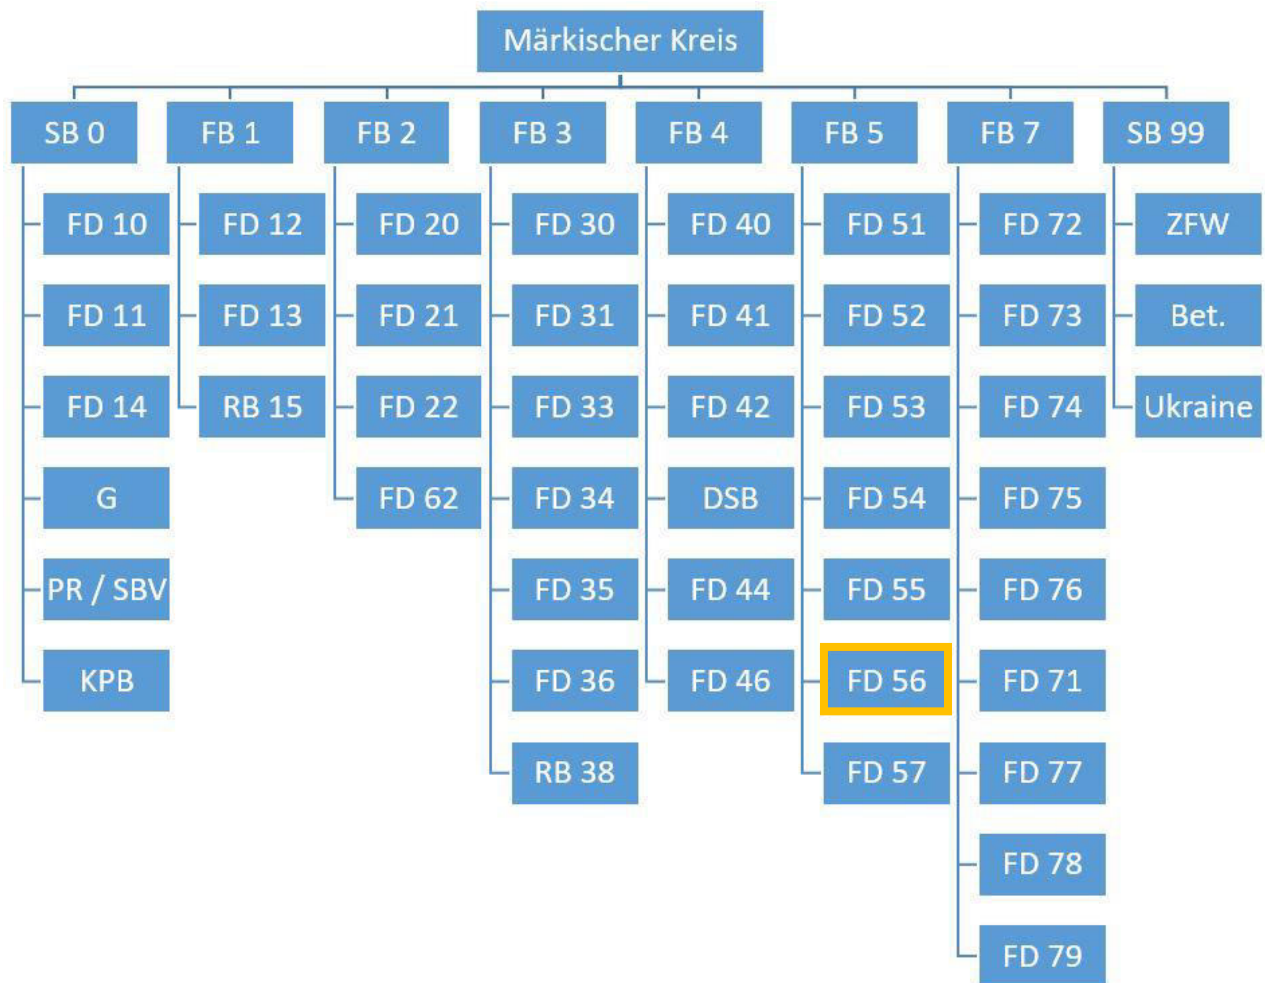 Märkischer Kreis
SB 0
FB 1
FB 2
FB 3
FB 4
FB 5
FB 7
SB 99
FD 10
FD 12
FD 20
FD 30
FD 40
FD 51
FD 72
ZFW
FD 11
FD 13
FD 21
FD 31
FD 41
FD 52
FD 73
Bet.
FD 14
RB 15
FD 22
FD 33
FD 42
FD 53
FD 74
Ukraine
G
FD 62
FD 34
DSB
FD 54
FD 75
PR / SBV
FD 35
FD 44
FD 55
FD 76
KPB
FD 36
FD 46
FD 56
FD 71
RB 38
FD 57
FD 77
FD 78
FD 79